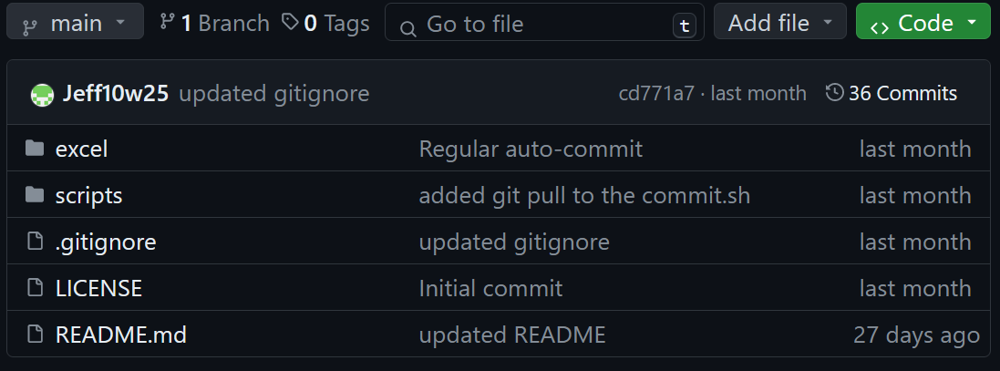 main 1 Branch 0 Tags Go to file t Add file Code
Jeff10w25 updated gitignore cd771a7 · last month 36 Commits
excel Regular auto-commit last month
scripts added git pull to the commit.sh last month
.gitignore updated gitignore last month
LICENSE Initial commit last month
README.md updated README 27 days ago